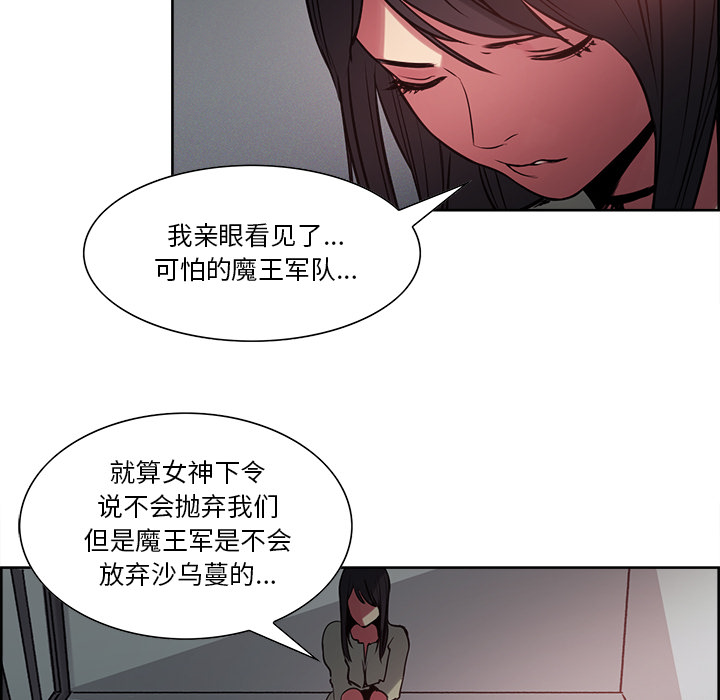 我亲眼看见了...
可怕的魔王军队...
就算女神下令
说不会抛弃我们
但是魔王军是不会
放弃沙乌蔓的...